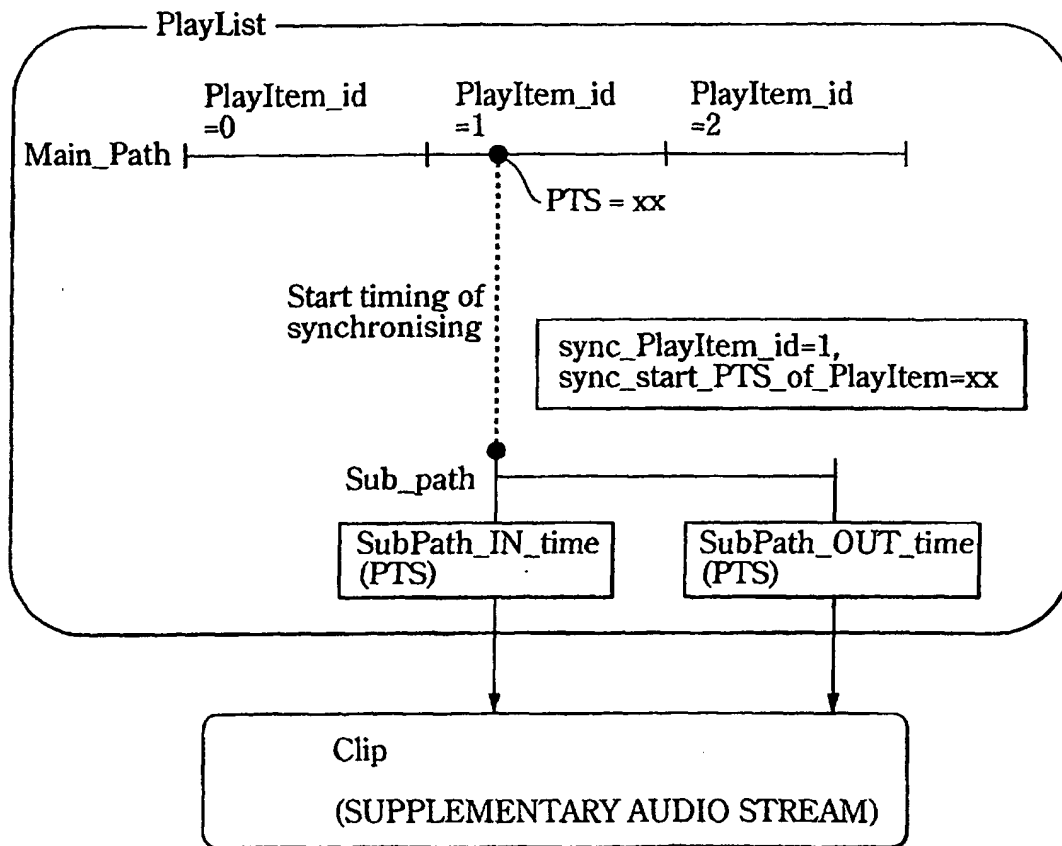 PlayList
PlayItem_id
=0
PlayItem_id
=1
PlayItem_id
=2
Main_Path
PTS = xx
Start timing of
synchronising
sync_PlayItem_id=1,
sync_start_PTS_of_PlayItem=xx
Sub_path
SubPath_IN_time
(PTS)
SubPath_OUT_time
(PTS)
Clip
(SUPPLEMENTARY AUDIO STREAM)